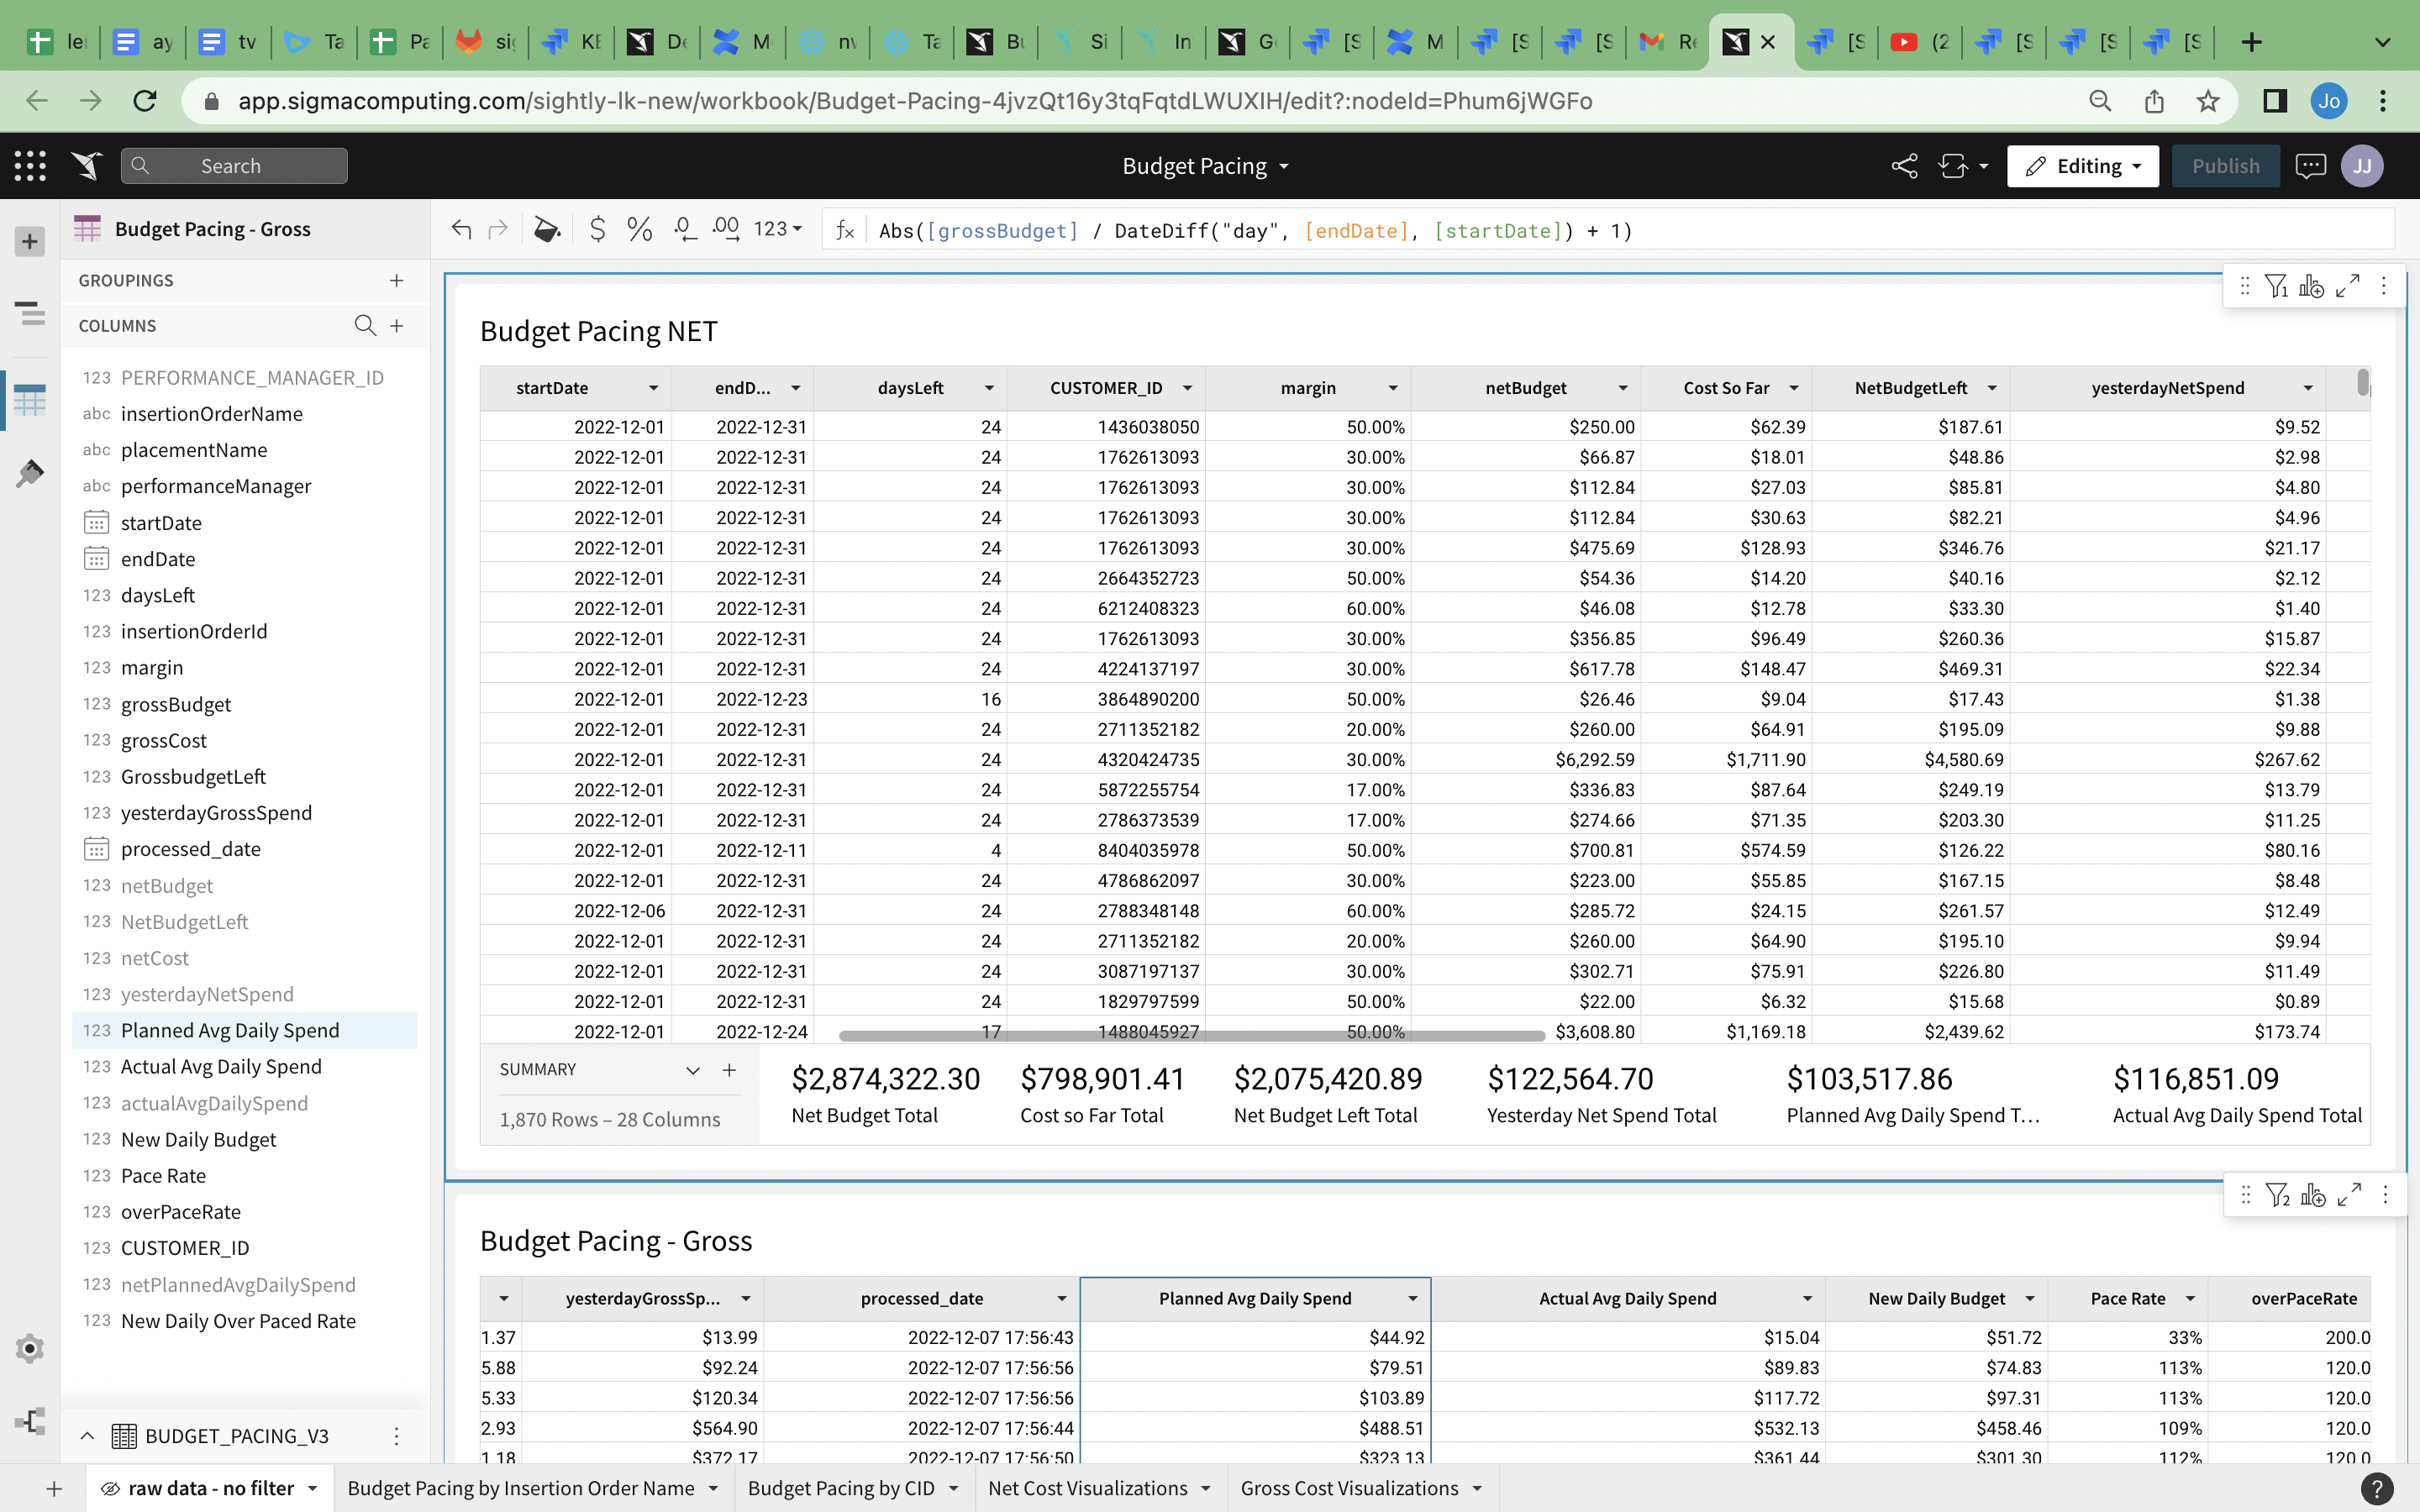 le ay tv Ta Pa sig KE De M nv Ta Bu Si In G [S M [S [S Re [S (2 [S [S [S
app.sigmacomputing.com/sightly-lk-new/workbook/Budget-Pacing-4jvzQt16y3tqFqtdLWUXIH/edit?:nodeId=Phum6jWGFo Jo
Search Budget Pacing Editing Publish JJ
Budget Pacing - Gross $ % .0 .00 123 fx Abs([grossBudget] / DateDiff("day", [endDate], [startDate]) + 1)
GROUPINGS
COLUMNS
123 PERFORMANCE_MANAGER_ID
abc insertionOrderName
abc placementName
abc performanceManager
startDate
endDate
123 daysLeft
123 insertionOrderId
123 margin
123 grossBudget
123 grossCost
123 GrossbudgetLeft
123 yesterdayGrossSpend
processed_date
123 netBudget
123 NetBudgetLeft
123 netCost
123 yesterdayNetSpend
123 Planned Avg Daily Spend
123 Actual Avg Daily Spend
123 actualAvgDailySpend
123 New Daily Budget
123 Pace Rate
123 overPaceRate
123 CUSTOMER_ID
123 netPlannedAvgDailySpend
123 New Daily Over Paced Rate
BUDGET_PACING_V3
1
Budget Pacing NET
startDate endD... daysLeft CUSTOMER_ID margin netBudget Cost So Far NetBudgetLeft yesterdayNetSpend
2022-12-01 2022-12-31 24 1436038050 50.00% $250.00 $62.39 $187.61 $9.52
2022-12-01 2022-12-31 24 1762613093 30.00% $66.87 $18.01 $48.86 $2.98
2022-12-01 2022-12-31 24 1762613093 30.00% $112.84 $27.03 $85.81 $4.80
2022-12-01 2022-12-31 24 1762613093 30.00% $112.84 $30.63 $82.21 $4.96
2022-12-01 2022-12-31 24 1762613093 30.00% $475.69 $128.93 $346.76 $21.17
2022-12-01 2022-12-31 24 2664352723 50.00% $54.36 $14.20 $40.16 $2.12
2022-12-01 2022-12-31 24 6212408323 60.00% $46.08 $12.78 $33.30 $1.40
2022-12-01 2022-12-31 24 1762613093 30.00% $356.85 $96.49 $260.36 $15.87
2022-12-01 2022-12-31 24 4224137197 30.00% $617.78 $148.47 $469.31 $22.34
2022-12-01 2022-12-23 16 3864890200 50.00% $26.46 $9.04 $17.43 $1.38
2022-12-01 2022-12-31 24 2711352182 20.00% $260.00 $64.91 $195.09 $9.88
2022-12-01 2022-12-31 24 4320424735 30.00% $6,292.59 $1,711.90 $4,580.69 $267.62
2022-12-01 2022-12-31 24 5872255754 17.00% $336.83 $87.64 $249.19 $13.79
2022-12-01 2022-12-31 24 2786373539 17.00% $274.66 $71.35 $203.30 $11.25
2022-12-01 2022-12-11 4 8404035978 50.00% $700.81 $574.59 $126.22 $80.16
2022-12-01 2022-12-31 24 4786862097 30.00% $223.00 $55.85 $167.15 $8.48
2022-12-06 2022-12-31 24 2788348148 60.00% $285.72 $24.15 $261.57 $12.49
2022-12-01 2022-12-31 24 2711352182 20.00% $260.00 $64.90 $195.10 $9.94
2022-12-01 2022-12-31 24 3087197137 30.00% $302.71 $75.91 $226.80 $11.49
2022-12-01 2022-12-31 24 1829797599 50.00% $22.00 $6.32 $15.68 $0.89
2022-12-01 2022-12-24 17 1488045927 50.00% $3,608.80 $1,169.18 $2,439.62 $173.74
SUMMARY $2,874,322.30 $798,901.41 $2,075,420.89 $122,564.70 $103,517.86 $116,851.09
1,870 Rows – 28 Columns Net Budget Total Cost so Far Total Net Budget Left Total Yesterday Net Spend Total Planned Avg Daily Spend T... Actual Avg Daily Spend Total
2
Budget Pacing - Gross
yesterdayGrossSp... processed_date Planned Avg Daily Spend Actual Avg Daily Spend New Daily Budget Pace Rate overPaceRate
1.37 $13.99 2022-12-07 17:56:43 $44.92 $15.04 $51.72 33% 200.0
5.88 $92.24 2022-12-07 17:56:56 $79.51 $89.83 $74.83 113% 120.0
5.33 $120.34 2022-12-07 17:56:56 $103.89 $117.72 $97.31 113% 120.0
2.93 $564.90 2022-12-07 17:56:44 $488.51 $532.13 $458.46 109% 120.0
1.18 $372.17 2022-12-07 17:56:50 $323.13 $361.44 $301.30 112% 120.0
raw data - no filter Budget Pacing by Insertion Order Name Budget Pacing by CID Net Cost Visualizations Gross Cost Visualizations ?